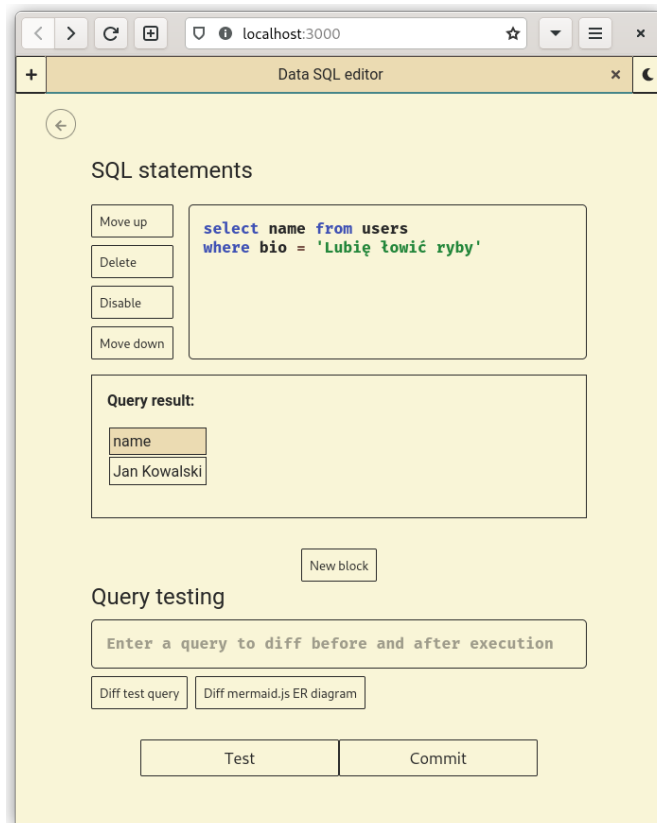 localhost:3000
Data SQL editor
SQL statements
Move up
Delete
Disable
Move down
select name from users
where bio = 'Lubię łowić ryby'
Query result:
name
Jan Kowalski
New block
Query testing
Enter a query to diff before and after execution
Diff test query
Diff mermaid.js ER diagram
Test
Commit